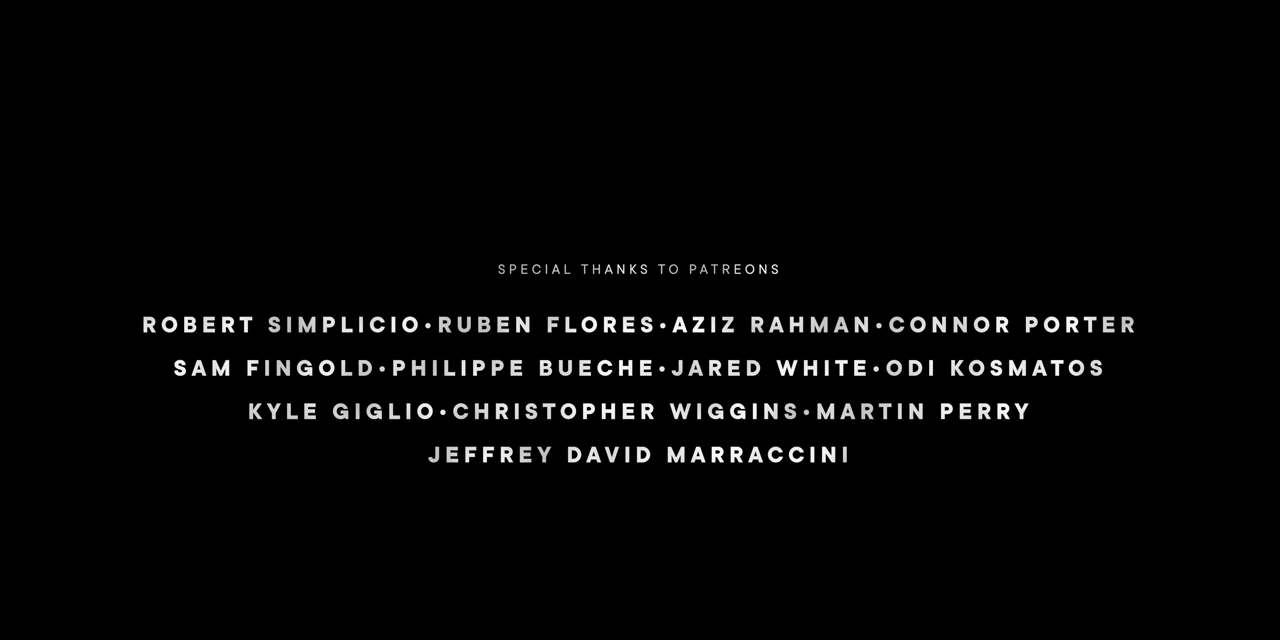 SPECIAL THANKS TO PATREONS
ROBERT SIMPLICIO•RUBEN FLORES•AZIZ RAHMAN•CONNOR PORTER
SAM FINGOLD•PHILIPPE BUECHE•JARED WHITE•ODI KOSMATOS
KYLE GIGLIO•CHRISTOPHER WIGGINS•MARTIN PERRY
JEFFREY DAVID MARRACCINI